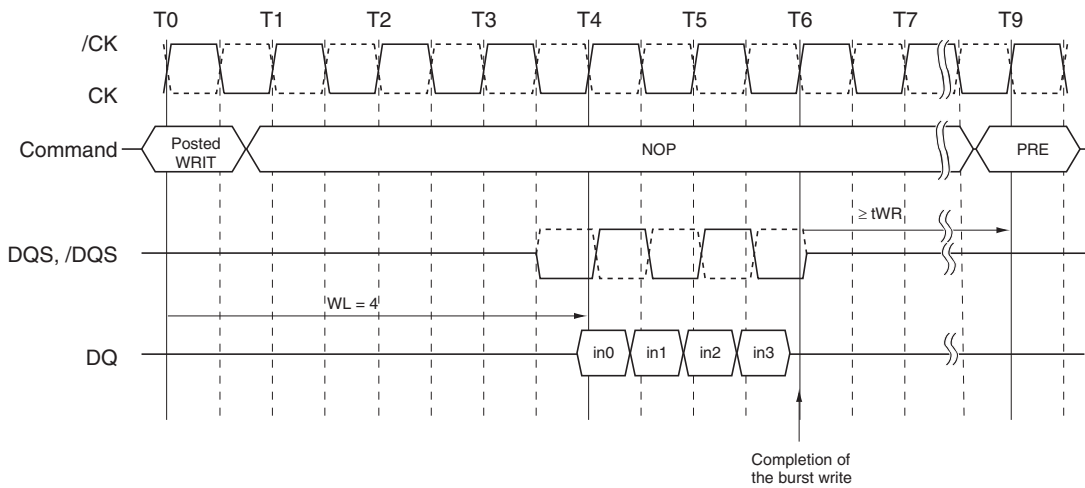 T0 T1 T2 T3 T4 T5 T6 T7 T9
/CK
CK
Command
Posted
WRIT
NOP
PRE
≥ tWR
DQS, /DQS
WL = 4
DQ
in0 in1 in2 in3
Completion of
the burst write